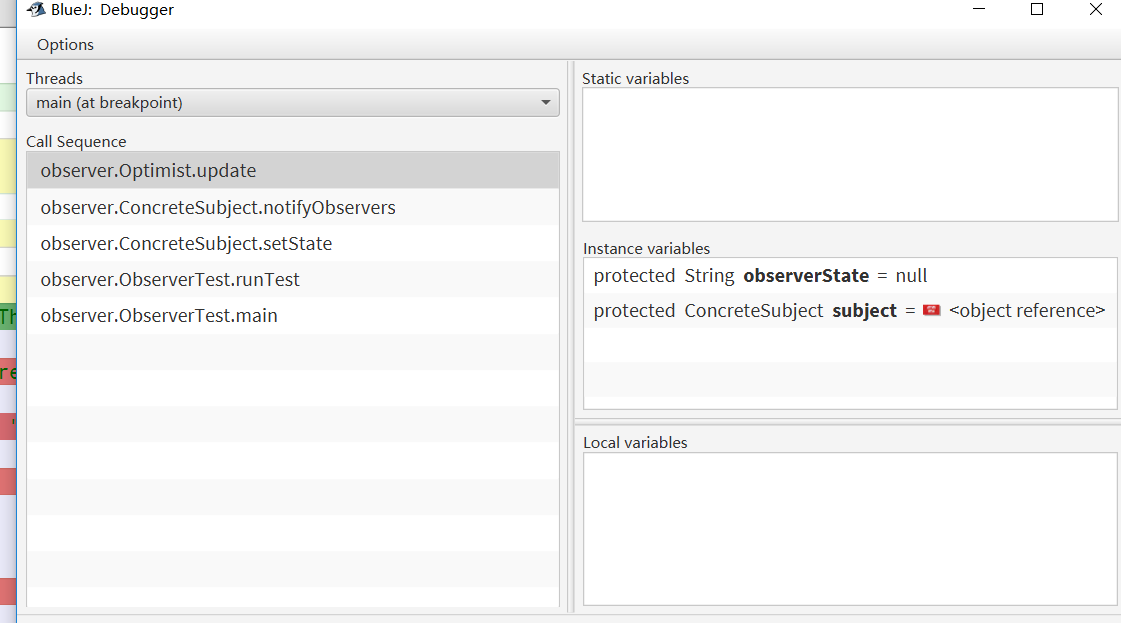 BlueJ: Debugger
Options
Threads
main (at breakpoint)
Call Sequence
observer.Optimist.update
observer.ConcreteSubject.notifyObservers
observer.ConcreteSubject.setState
observer.ObserverTest.runTest
observer.ObserverTest.main
Static variables
Instance variables
protected String observerState = null
protected ConcreteSubject subject = <object reference>
Local variables
Th
re